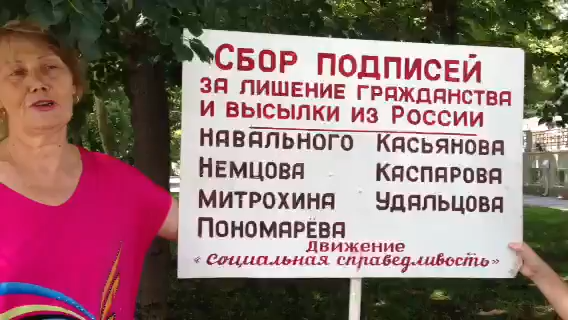 СБОР ПОДПИСЕЙ
ЗА ЛИШЕНИЕ ГРАЖДАНСТВА
И ВЫСЫЛКИ ИЗ РОССИИ
НАВАЛЬНОГО КАСЬЯНОВА
НЕМЦОВА КАСПАРОВА
МИТРОХИНА УДАЛЬЦОВА
ПОНОМАРЁВА
ДВИЖЕНИЕ
«СОЦИАЛЬНАЯ СПРАВЕДЛИВОСТЬ»